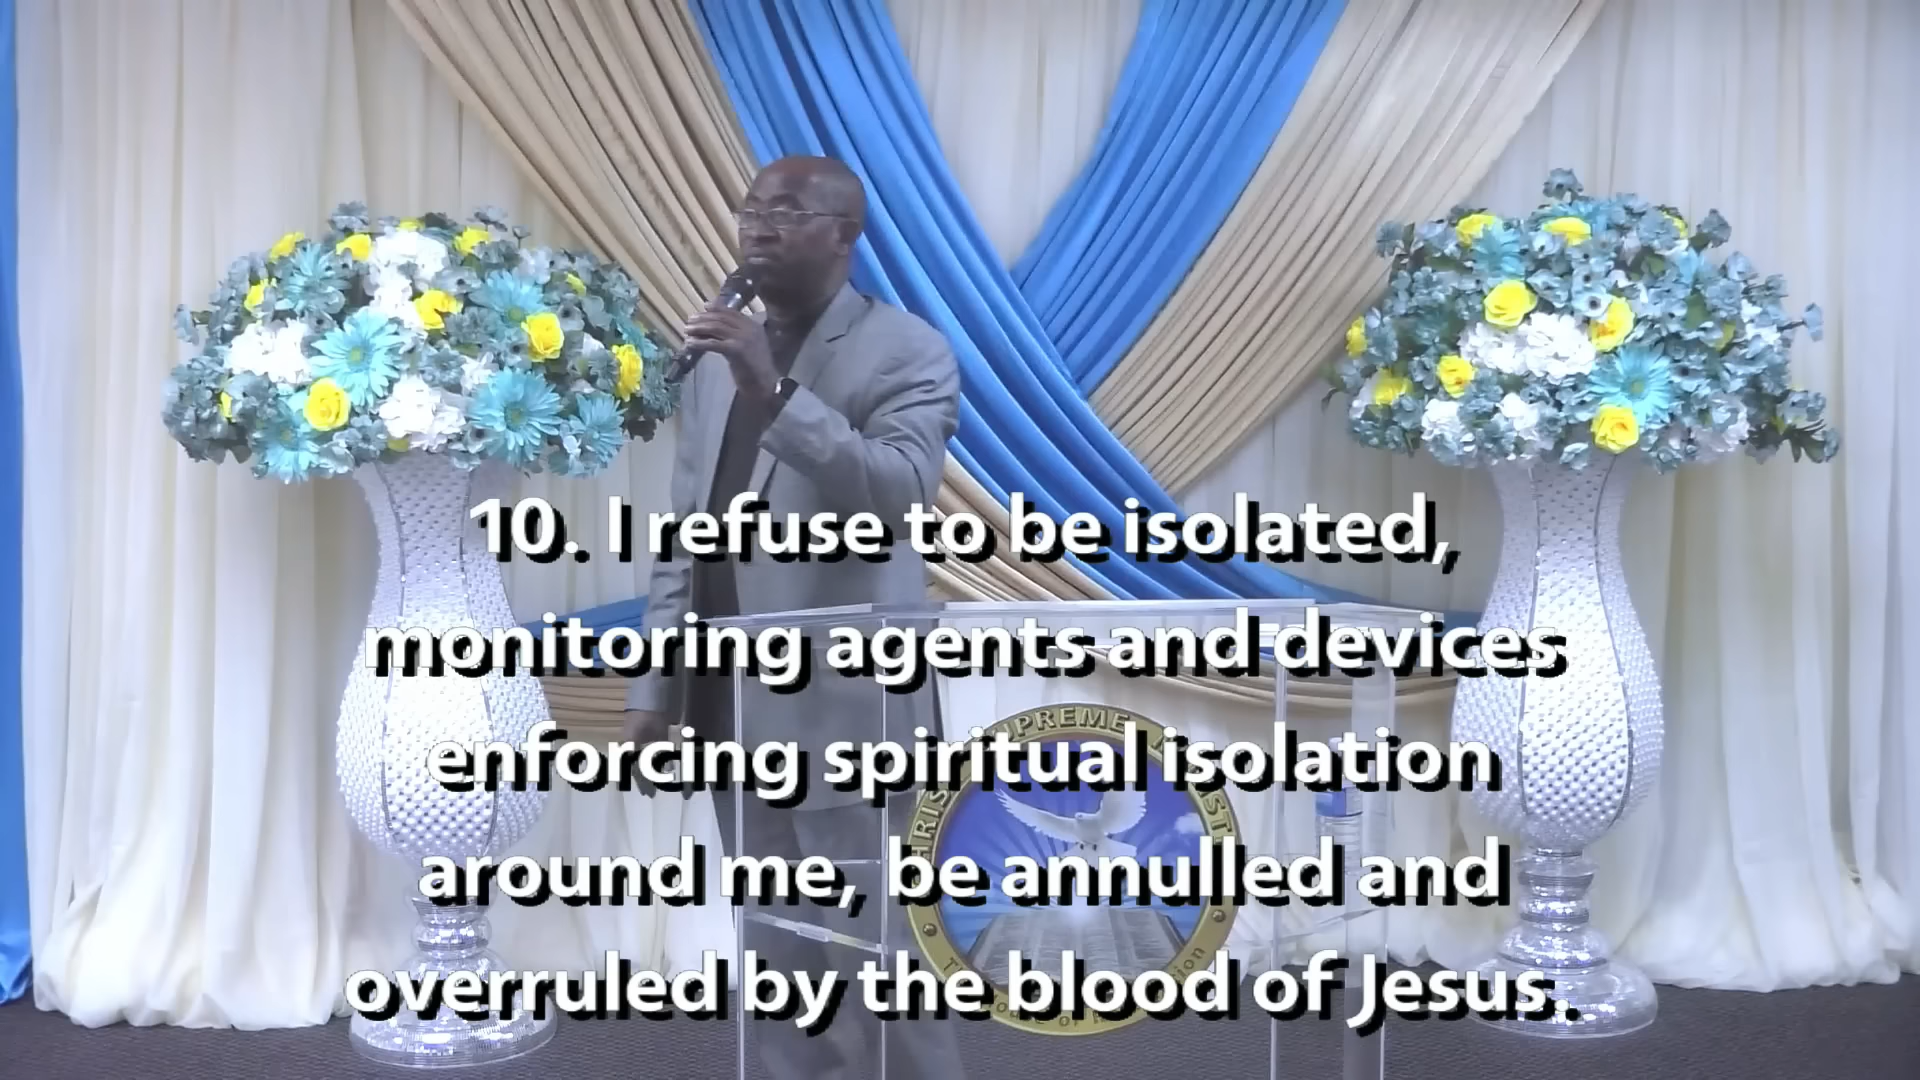 10. I refuse to be isolated,
monitoring agents and devices
enforcing spiritual isolation
around me, be annulled and
overruled by the blood of Jesus.
UPREME